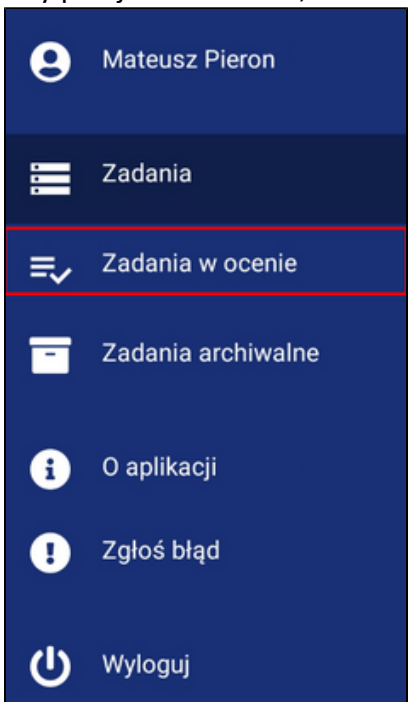 Mateusz Pieron
Zadania
Zadania w ocenie
Zadania archiwalne
O aplikacji
Zgłoś błąd
Wyloguj